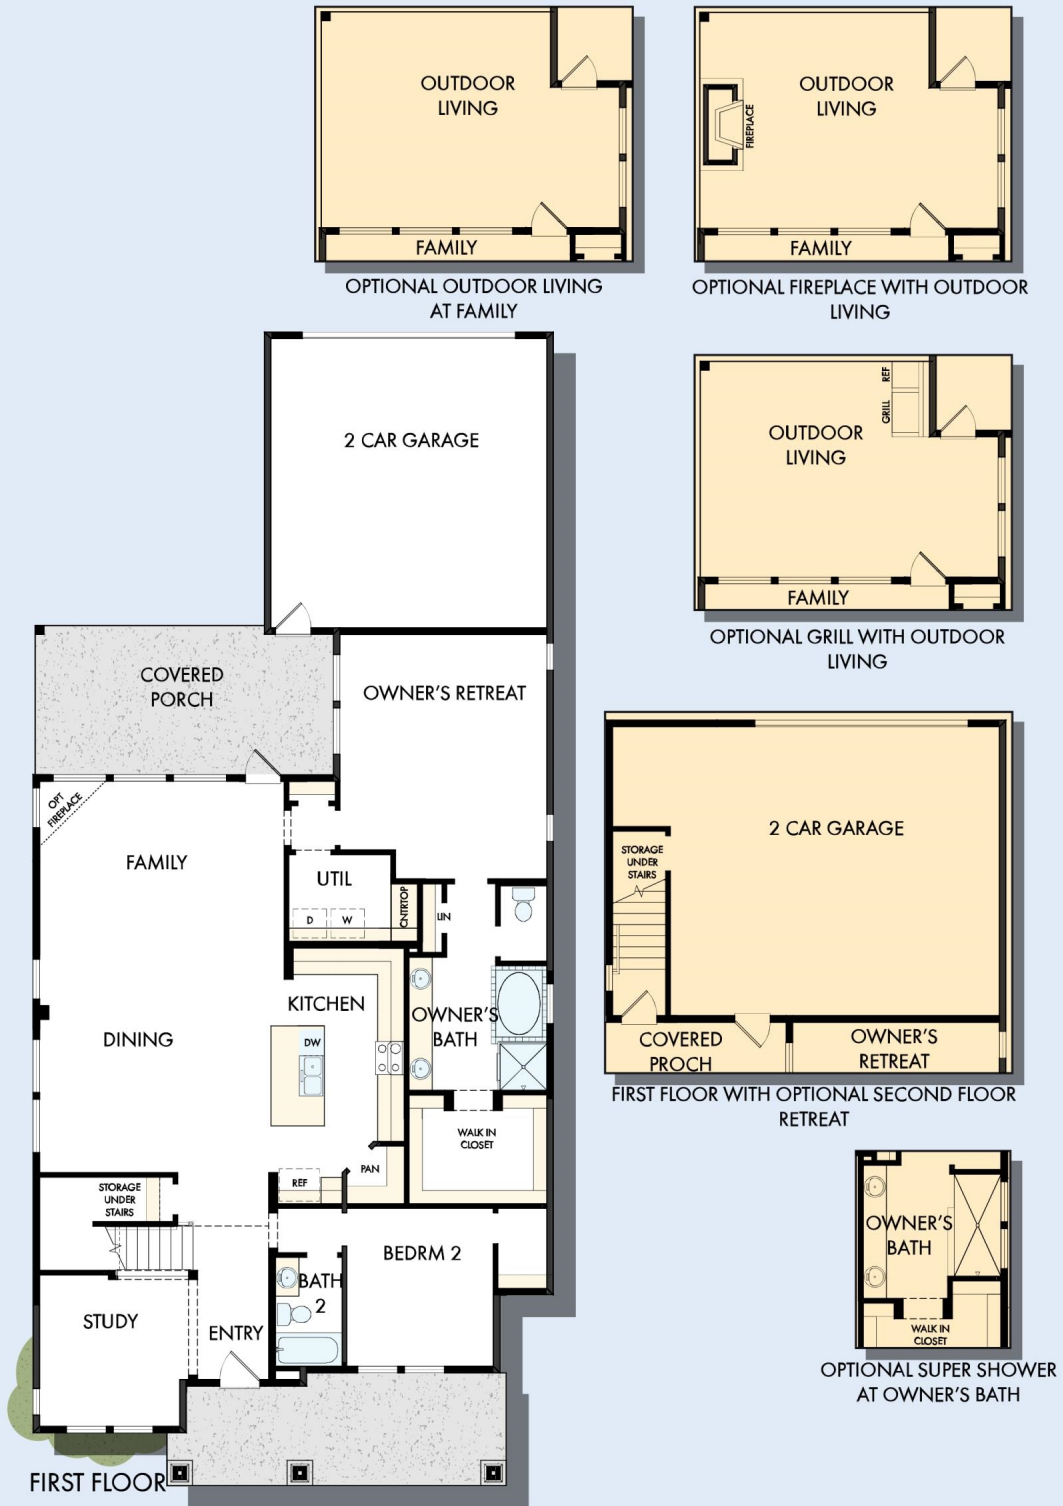 OUTDOOR
LIVING
FAMILY
OPTIONAL OUTDOOR LIVING
AT FAMILY
OUTDOOR
LIVING
FIREPLACE
FAMILY
OPTIONAL FIREPLACE WITH OUTDOOR
LIVING
REF
GRILL
OUTDOOR
LIVING
FAMILY
OPTIONAL GRILL WITH OUTDOOR
LIVING
2 CAR GARAGE
COVERED
PORCH
OWNER'S RETREAT
OPT
FIREPLACE
FAMILY
UTIL
D
W
CNTRTOP
LIN
KITCHEN
DW
DINING
OWNER'S
BATH
WALK IN
CLOSET
PAN
REF
STORAGE
UNDER
STAIRS
BEDRM 2
BATH
2
STUDY
ENTRY
FIRST FLOOR
2 CAR GARAGE
STORAGE
UNDER
STAIRS
COVERED
PROCH
OWNER'S
RETREAT
FIRST FLOOR WITH OPTIONAL SECOND FLOOR
RETREAT
OWNER'S
BATH
WALK IN
CLOSET
OPTIONAL SUPER SHOWER
AT OWNER'S BATH